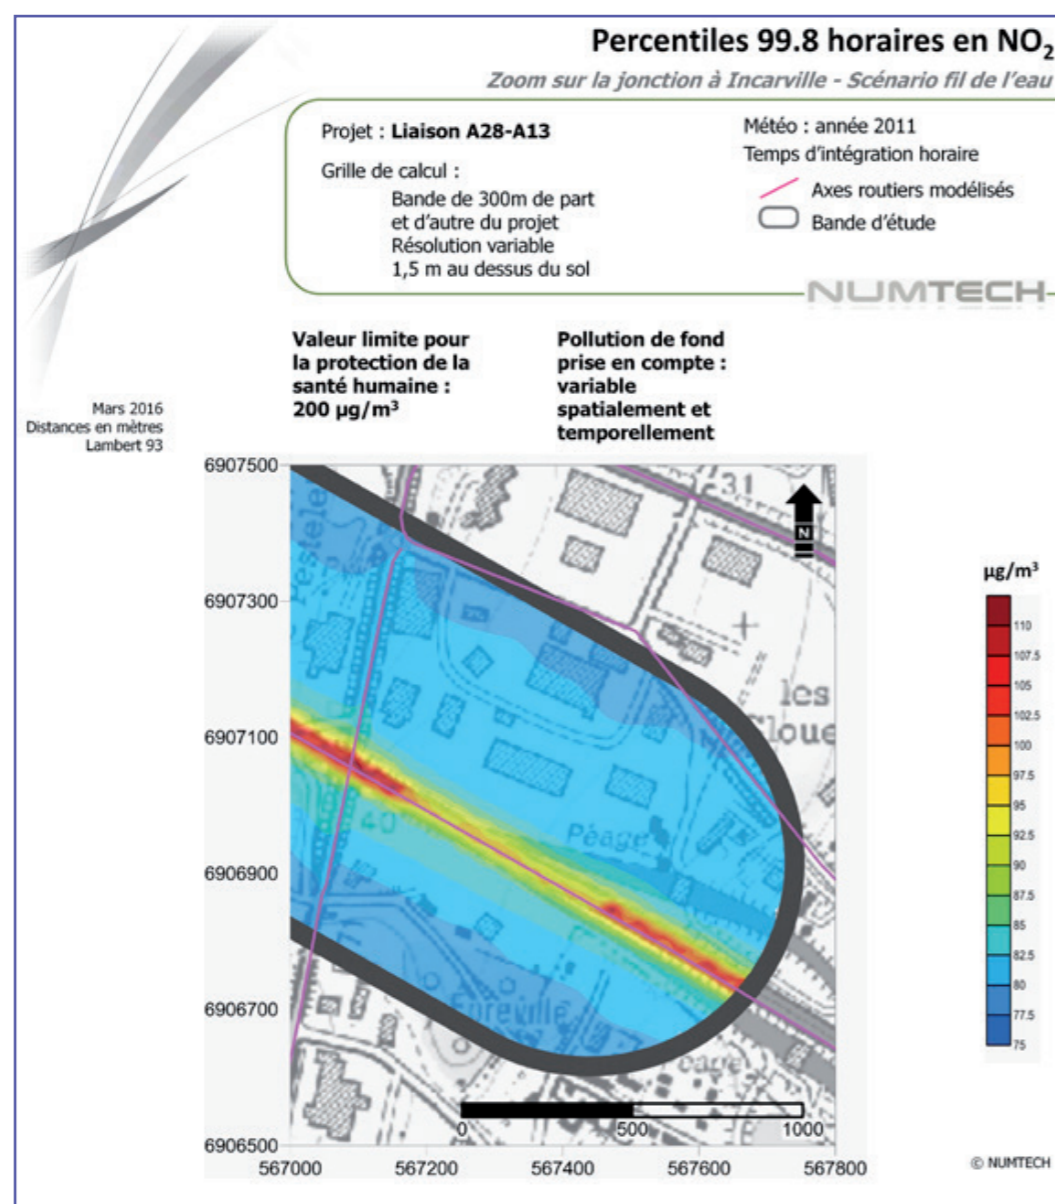 Percentiles 99.8 horaires en NO2
Zoom sur la jonction à Incarville - Scénario fil de l'eau
Projet : Liaison A28-A13
Grille de calcul :
Bande de 300m de part
et d'autre du projet
Résolution variable
1,5 m au dessus du sol
Météo : année 2011
Temps d'intégration horaire
Axes routiers modélisés
Bande d'étude
NUMTECH
Valeur limite pour
la protection de la
santé humaine :
200 µg/m³
Pollution de fond
prise en compte :
variable
spatialement et
temporellement
Mars 2016
Distances en mètres
Lambert 93
6907500
6907300
6907100
6906900
6906700
6906500
567000
567200
567400
567600
567800
31
N
les
40
Péage
Epreville
0
500
1000
µg/m³
110
107.5
105
102.5
100
97.5
95
92.5
90
87.5
85
82.5
80
77.5
75
© NUMTECH